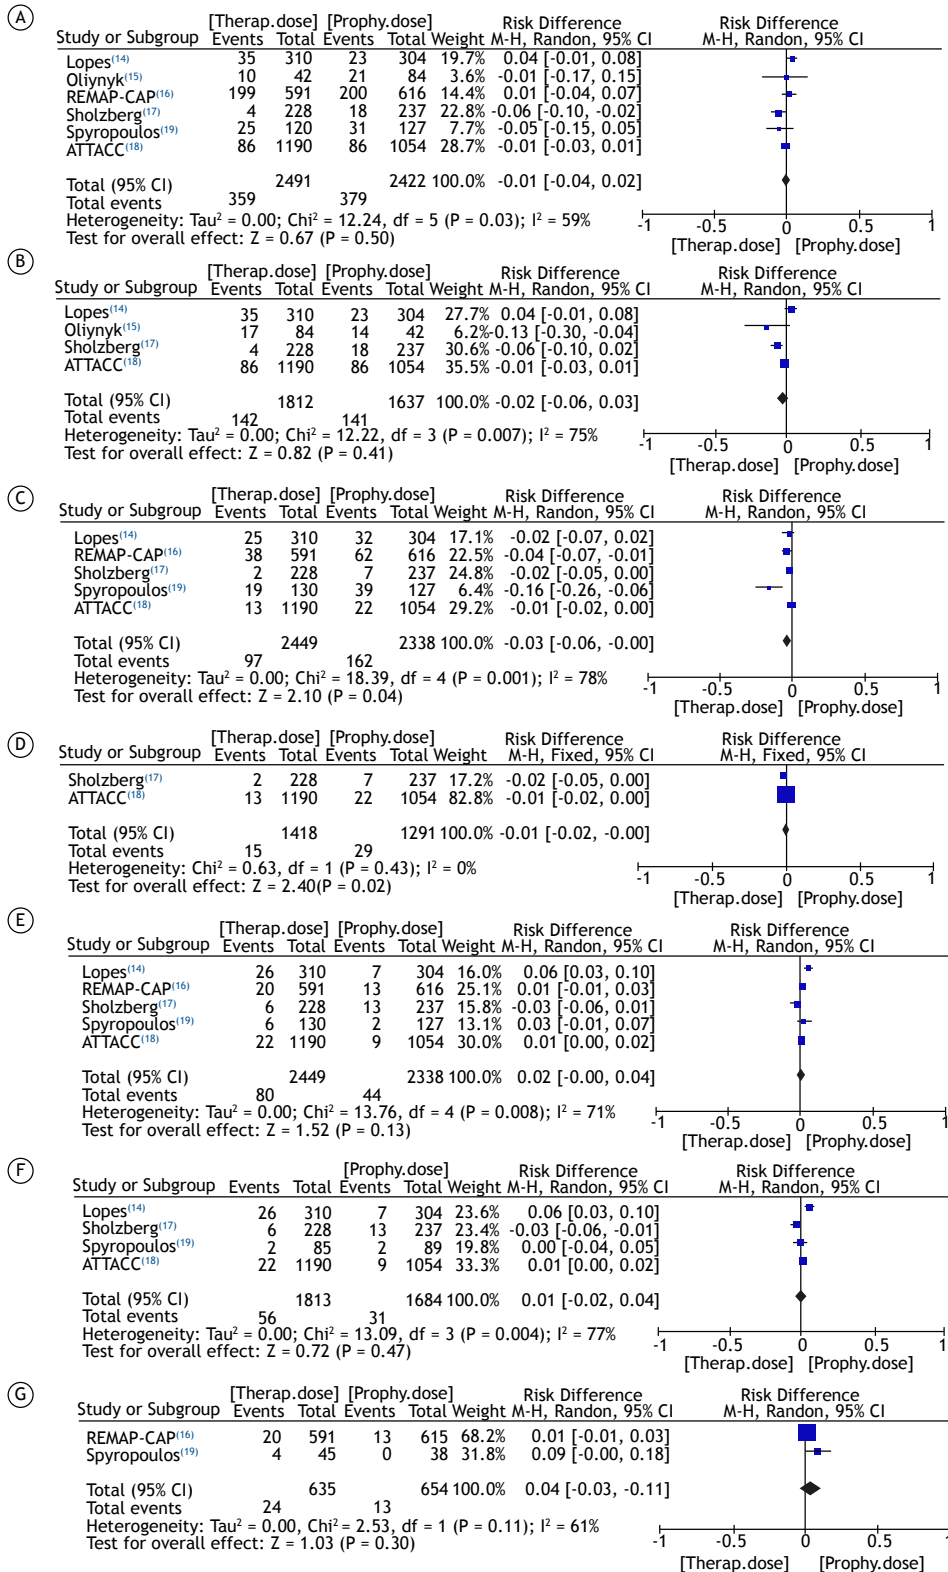 A
[Therap.dose] [Prophy.dose] Risk Difference Risk Difference
Study or Subgroup Events Total Events Total Weight M-H, Randon, 95% CI M-H, Randon, 95% CI
Lopes(14) 35 310 23 304 19.7% 0.04 [-0.01, 0.08]
Oliynyk(15) 10 42 21 84 3.6% -0.01 [-0.17, 0.15]
REMAP-CAP(16) 199 591 200 616 14.4% 0.01 [-0.04, 0.07]
Sholzberg(17) 4 228 18 237 22.8% -0.06 [-0.10, -0.02]
Spyropoulos(19) 25 120 31 127 7.7% -0.05 [-0.15, 0.05]
ATTACC(18) 86 1190 86 1054 28.7% -0.01 [-0.03, 0.01]
Total (95% CI) 2491 2422 100.0% -0.01 [-0.04, 0.02]
Total events 359 379
Heterogeneity: Tau² = 0.00; Chi² = 12.24, df = 5 (P = 0.03); I² = 59%
Test for overall effect: Z = 0.67 (P = 0.50)
-1 -0.5 0 0.5 1
[Therap.dose] [Prophy.dose]
B
[Therap.dose] [Prophy.dose] Risk Difference Risk Difference
Study or Subgroup Events Total Events Total Weight M-H, Randon, 95% CI M-H, Randon, 95% CI
Lopes(14) 35 310 23 304 27.7% 0.04 [-0.01, 0.08]
Oliynyk(15) 17 84 14 42 6.2% -0.13 [-0.30, -0.04]
Sholzberg(17) 4 228 18 237 30.6% -0.06 [-0.10, 0.02]
ATTACC(18) 86 1190 86 1054 35.5% -0.01 [-0.03, 0.01]
Total (95% CI) 1812 1637 100.0% -0.02 [-0.06, 0.03]
Total events 142 141
Heterogeneity: Tau² = 0.00; Chi² = 12.22, df = 3 (P = 0.007); I² = 75%
Test for overall effect: Z = 0.82 (P = 0.41)
-1 -0.5 0 0.5 1
[Therap.dose] [Prophy.dose]
C
[Therap.dose] [Prophy.dose] Risk Difference Risk Difference
Study or Subgroup Events Total Events Total Weight M-H, Randon, 95% CI M-H, Randon, 95% CI
Lopes(14) 25 310 32 304 17.1% -0.02 [-0.07, 0.02]
REMAP-CAP(16) 38 591 62 616 22.5% -0.04 [-0.07, -0.01]
Sholzberg(17) 2 228 7 237 24.8% -0.02 [-0.05, 0.00]
Spyropoulos(19) 19 130 39 127 6.4% -0.16 [-0.26, -0.06]
ATTACC(18) 13 1190 22 1054 29.2% -0.01 [-0.02, 0.00]
Total (95% CI) 2449 2338 100.0% -0.03 [-0.06, -0.00]
Total events 97 162
Heterogeneity: Tau² = 0.00; Chi² = 18.39, df = 4 (P = 0.001); I² = 78%
Test for overall effect: Z = 2.10 (P = 0.04)
-1 -0.5 0 0.5 1
[Therap.dose] [Prophy.dose]
D
[Therap.dose] [Prophy.dose] Risk Difference Risk Difference
Study or Subgroup Events Total Events Total Weight M-H, Fixed, 95% CI M-H, Fixed, 95% CI
Sholzberg(17) 2 228 7 237 17.2% -0.02 [-0.05, 0.00]
ATTACC(18) 13 1190 22 1054 82.8% -0.01 [-0.02, 0.00]
Total (95% CI) 1418 1291 100.0% -0.01 [-0.02, -0.00]
Total events 15 29
Heterogeneity: Chi² = 0.63, df = 1 (P = 0.43); I² = 0%
Test for overall effect: Z = 2.40(P = 0.02)
-1 -0.5 0 0.5 1
[Therap.dose] [Prophy.dose]
E
[Therap.dose] [Prophy.dose] Risk Difference Risk Difference
Study or Subgroup Events Total Events Total Weight M-H, Randon, 95% CI M-H, Randon, 95% CI
Lopes(14) 26 310 7 304 16.0% 0.06 [0.03, 0.10]
REMAP-CAP(16) 20 591 13 616 25.1% 0.01 [-0.01, 0.03]
Sholzberg(17) 6 228 13 237 15.8% -0.03 [-0.06, 0.01]
Spyropoulos(19) 6 130 2 127 13.1% 0.03 [-0.01, 0.07]
ATTACC(18) 22 1190 9 1054 30.0% 0.01 [0.00, 0.02]
Total (95% CI) 2449 2338 100.0% 0.02 [-0.00, 0.04]
Total events 80 44
Heterogeneity: Tau² = 0.00; Chi² = 13.76, df = 4 (P = 0.008); I² = 71%
Test for overall effect: Z = 1.52 (P = 0.13)
-1 -0.5 0 0.5 1
[Therap.dose] [Prophy.dose]
F
[Prophy.dose] Risk Difference Risk Difference
Study or Subgroup Events Total Events Total Weight M-H, Randon, 95% CI M-H, Randon, 95% CI
Lopes(14) 26 310 7 304 23.6% 0.06 [0.03, 0.10]
Sholzberg(17) 6 228 13 237 23.4% -0.03 [-0.06, -0.01]
Spyropoulos(19) 2 85 2 89 19.8% 0.00 [-0.04, 0.05]
ATTACC(18) 22 1190 9 1054 33.3% 0.01 [0.00, 0.02]
Total (95% CI) 1813 1684 100.0% 0.01 [-0.02, 0.04]
Total events 56 31
Heterogeneity: Tau² = 0.00; Chi² = 13.09, df = 3 (P = 0.004); I² = 77%
Test for overall effect: Z = 0.72 (P = 0.47)
-1 -0.5 0 0.5 1
[Therap.dose] [Prophy.dose]
G
[Therap.dose] [Prophy.dose] Risk Difference Risk Difference
Study or Subgroup Events Total Events Total Weight M-H, Randon, 95% CI M-H, Randon, 95% CI
REMAP-CAP(16) 20 591 13 615 68.2% 0.01 [-0.01, 0.03]
Spyropoulos(19) 4 45 0 38 31.8% 0.09 [-0.00, 0.18]
Total (95% CI) 635 654 100.0% 0.04 [-0.03, -0.11]
Total events 24 13
Heterogeneity: Tau² = 0.00, Chi² = 2.53, df = 1 (P = 0.11); I² = 61%
Test for overall effect: Z = 1.03 (P = 0.30)
-1 -0.5 0 0.5 1
[Therap.dose] [Prophy.dose]